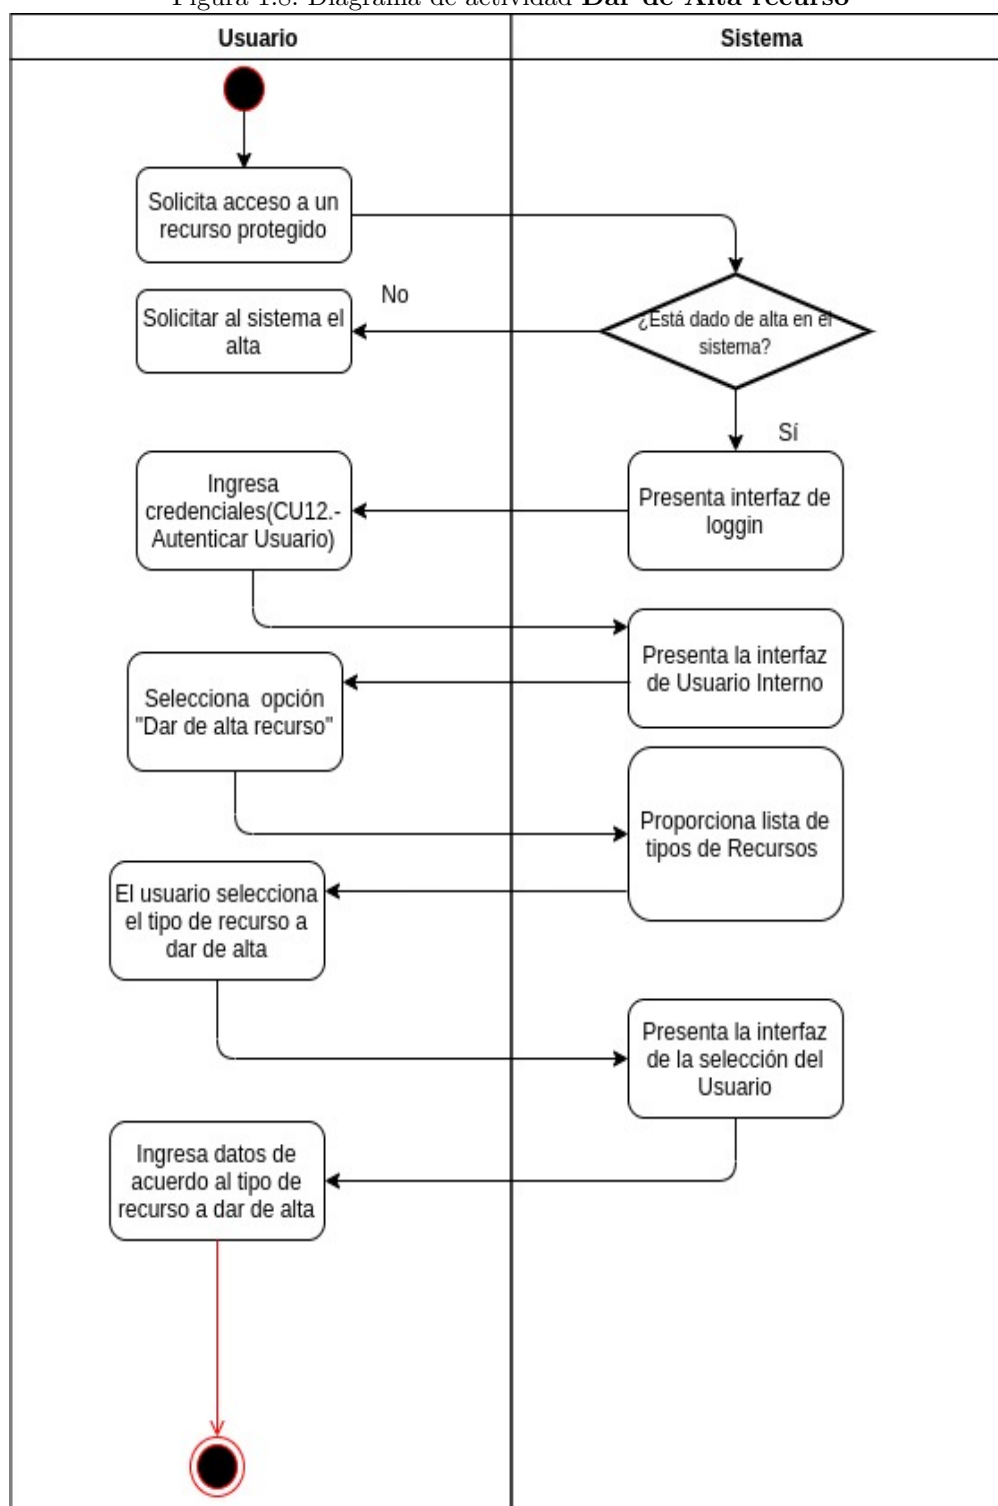 Figura 1.8: Diagrama de actividad Dar de Alta recurso
Usuario
Sistema
Solicita acceso a un
recurso protegido
No
Solicitar al sistema el
alta
¿Está dado de alta en el
sistema?
Sí
Ingresa
credenciales(CU12.-
Autenticar Usuario)
Presenta interfaz de
loggin
Presenta la interfaz
de Usuario Interno
Selecciona opción
"Dar de alta recurso"
Proporciona lista de
tipos de Recursos
El usuario selecciona
el tipo de recurso a
dar de alta
Presenta la interfaz
de la selección del
Usuario
Ingresa datos de
acuerdo al tipo de
recurso a dar de alta